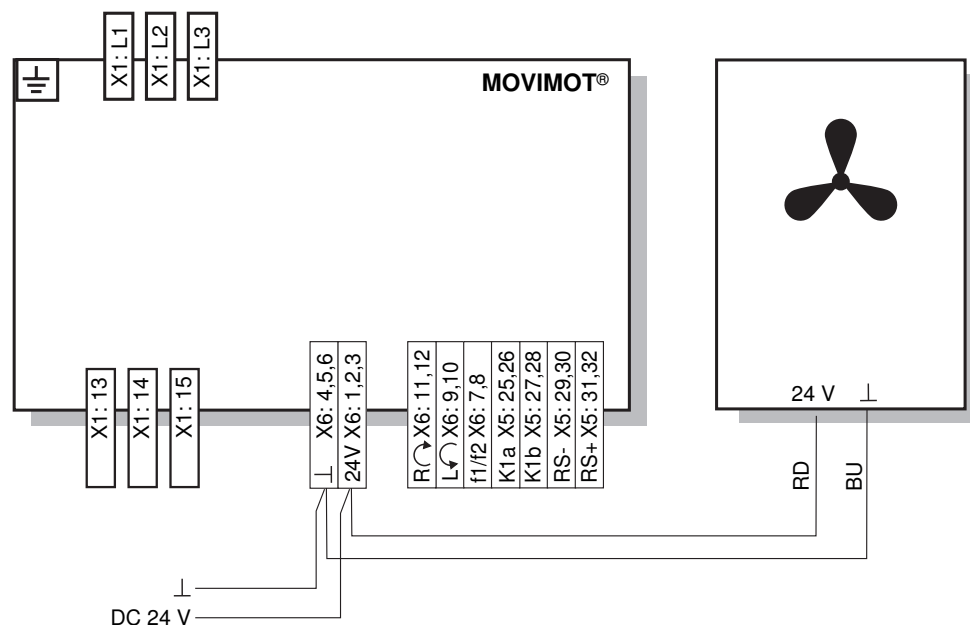 X1: L1
X1: L2
X1: L3
MOVIMOT®
X1: 13
X1: 14
X1: 15
⊥ X6: 4,5,6
24V X6: 1,2,3
R X6: 11,12
L X6: 9,10
f1/f2 X6: 7,8
K1a X5: 25,26
K1b X5: 27,28
RS- X5: 29,30
RS+ X5: 31,32
24 V ⊥
RD
BU
⊥
DC 24 V